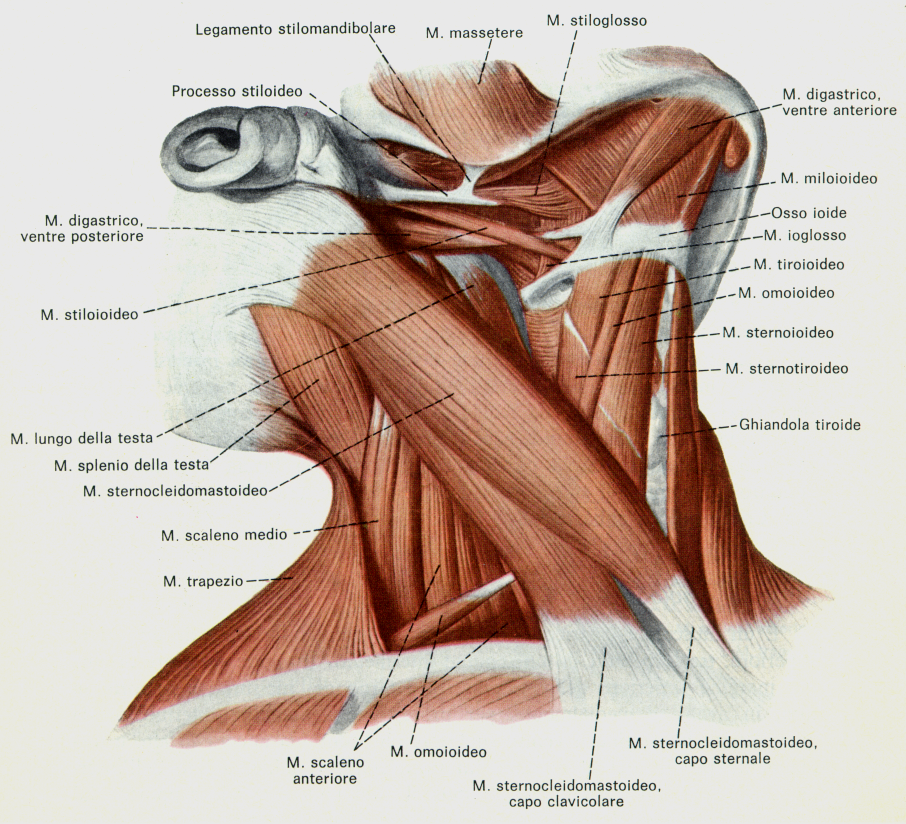 M. stiloglosso
Legamento stilomandibolare
M. massetere
Processo stiloideo
M. digastrico,
ventre anteriore
M. miloioideo
Osso ioide
M. digastrico,
ventre posteriore
M. ioglosso
M. tiroioideo
M. omoioideo
M. stiloioideo
M. sternoioideo
M. sternotiroideo
Ghiandola tiroide
M. lungo della testa
M. splenio della testa
M. sternocleidomastoideo
M. scaleno medio
M. trapezio
M. scaleno
anteriore
M. omoioideo
M. sternocleidomastoideo,
capo sternale
M. sternocleidomastoideo,
capo clavicolare